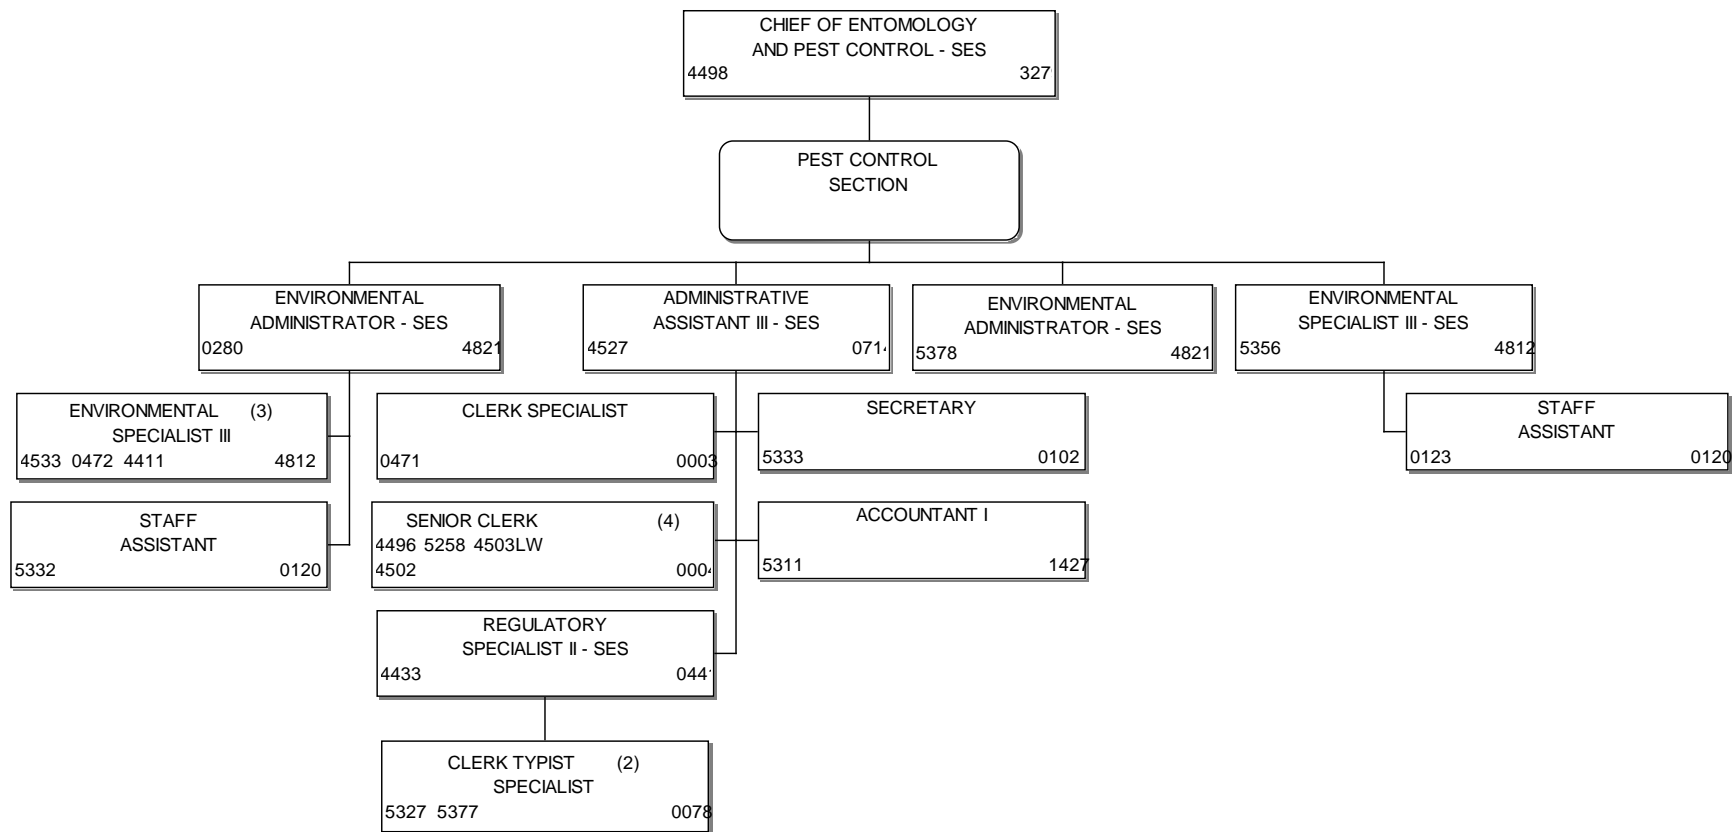 CHIEF OF ENTOMOLOGY
AND PEST CONTROL - SES
4498 327
PEST CONTROL
SECTION
ENVIRONMENTAL
ADMINISTRATOR - SES
0280 4821
ADMINISTRATIVE
ASSISTANT III - SES
4527 071
ENVIRONMENTAL
ADMINISTRATOR - SES
5378 4821
ENVIRONMENTAL
SPECIALIST III - SES
5356 4812
ENVIRONMENTAL (3)
SPECIALIST III
4533 0472 4411 4812
CLERK SPECIALIST
0471 0003
SECRETARY
5333 0102
STAFF
ASSISTANT
0123 0120
STAFF
ASSISTANT
5332 0120
SENIOR CLERK (4)
4496 5258 4503LW
4502 000
ACCOUNTANT I
5311 1427
REGULATORY
SPECIALIST II - SES
4433 044
CLERK TYPIST (2)
SPECIALIST
5327 5377 0078